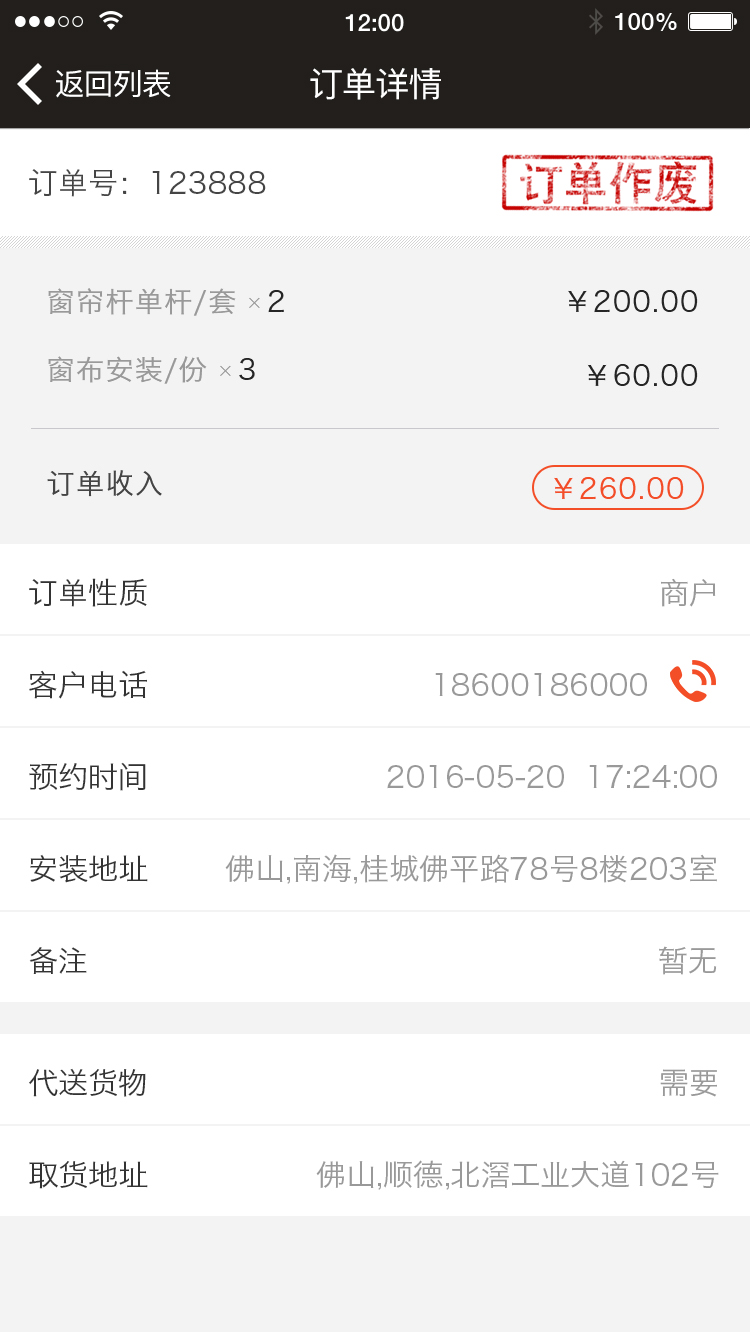 12:00 100%
返回列表 订单详情
订单号：123888 订单作废
窗帘杆单杆/套 ×2 ￥200.00
窗布安装/份 ×3 ￥60.00
订单收入 ￥260.00
订单性质 商户
客户电话 18600186000
预约时间 2016-05-20 17:24:00
安装地址 佛山,南海,桂城佛平路78号8楼203室
备注 暂无
代送货物 需要
取货地址 佛山,顺德,北滘工业大道102号